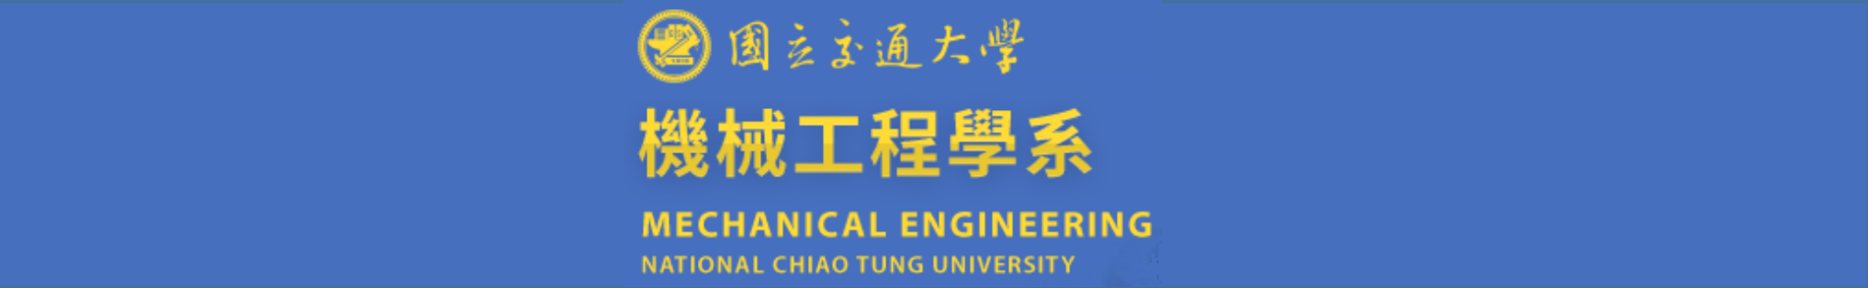 國立交通大學
機械工程學系
MECHANICAL ENGINEERING
NATIONAL CHIAO TUNG UNIVERSITY